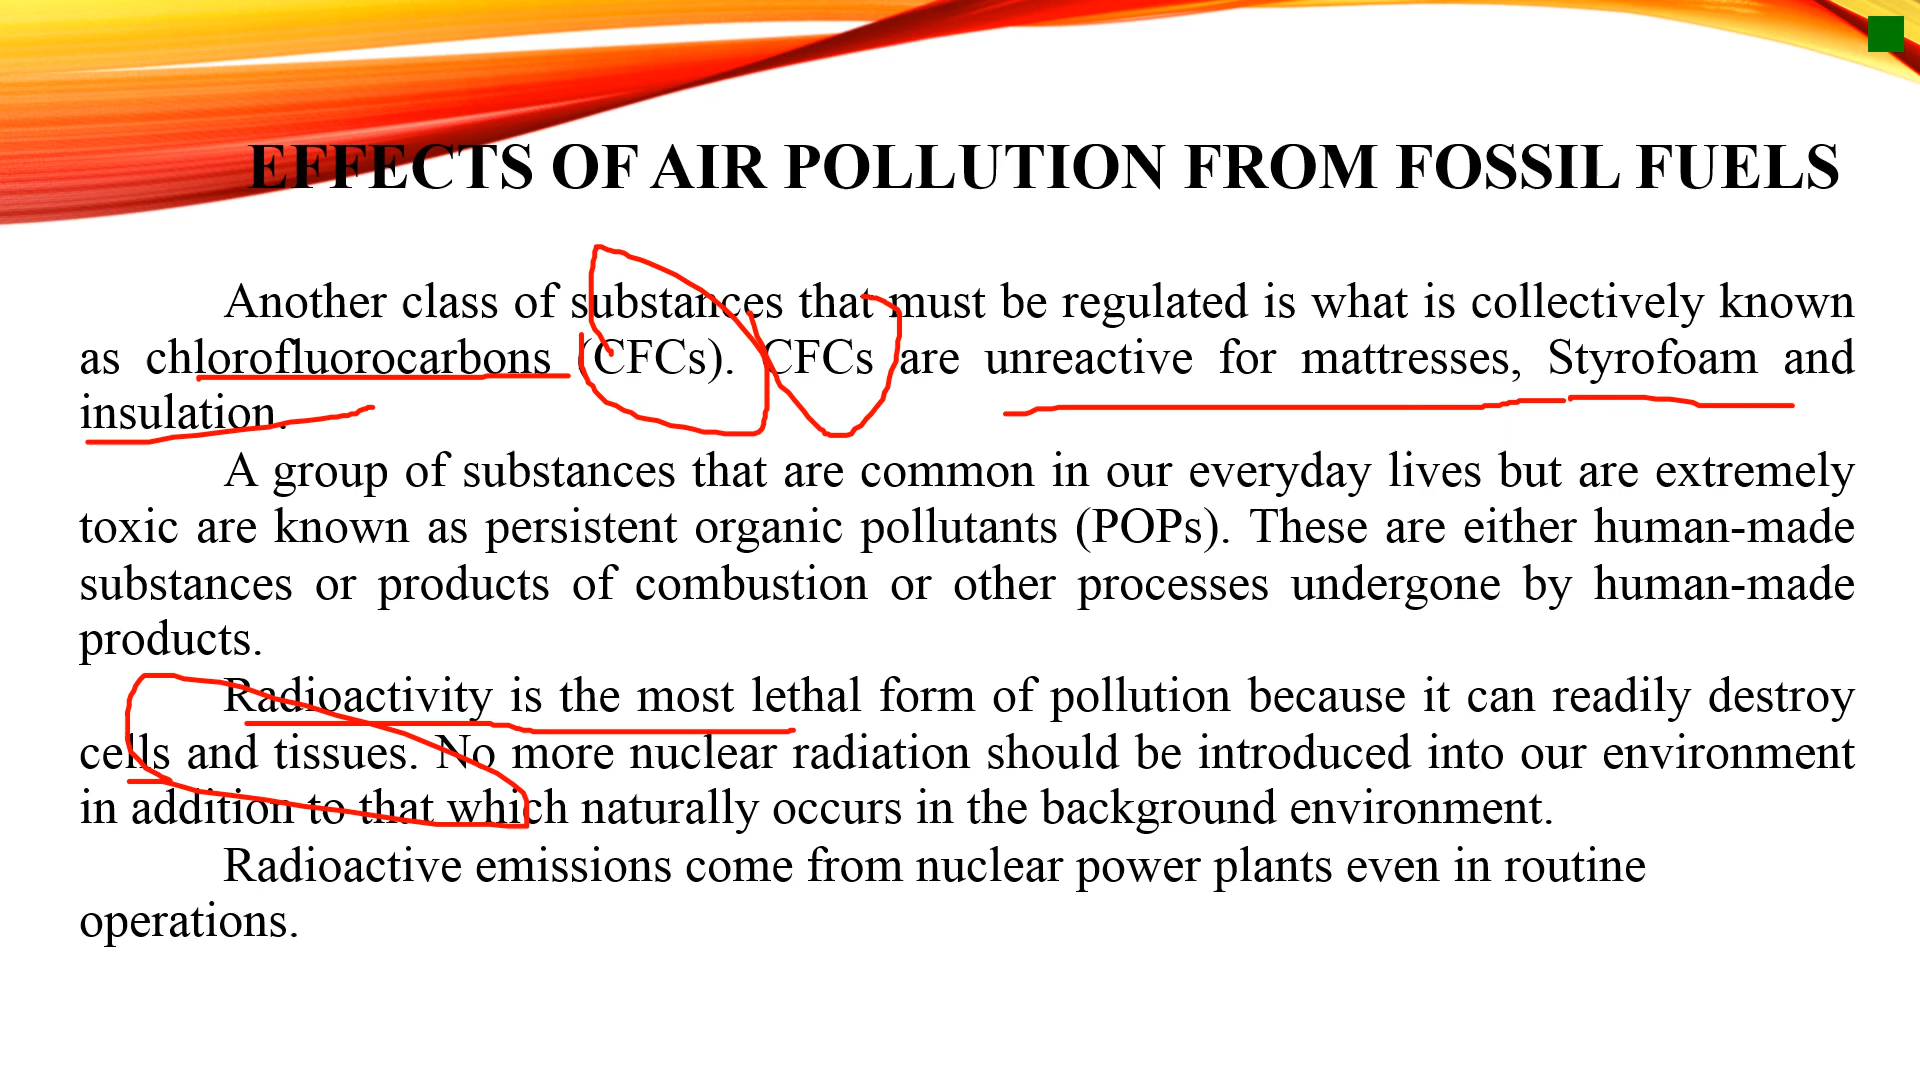 EFFECTS OF AIR POLLUTION FROM FOSSIL FUELS
Another class of substances that must be regulated is what is collectively known
as chlorofluorocarbons (CFCs). CFCs are unreactive for mattresses, Styrofoam and
insulation.
A group of substances that are common in our everyday lives but are extremely
toxic are known as persistent organic pollutants (POPs). These are either human-made
substances or products of combustion or other processes undergone by human-made
products.
Radioactivity is the most lethal form of pollution because it can readily destroy
cells and tissues. No more nuclear radiation should be introduced into our environment
in addition to that which naturally occurs in the background environment.
Radioactive emissions come from nuclear power plants even in routine
operations.